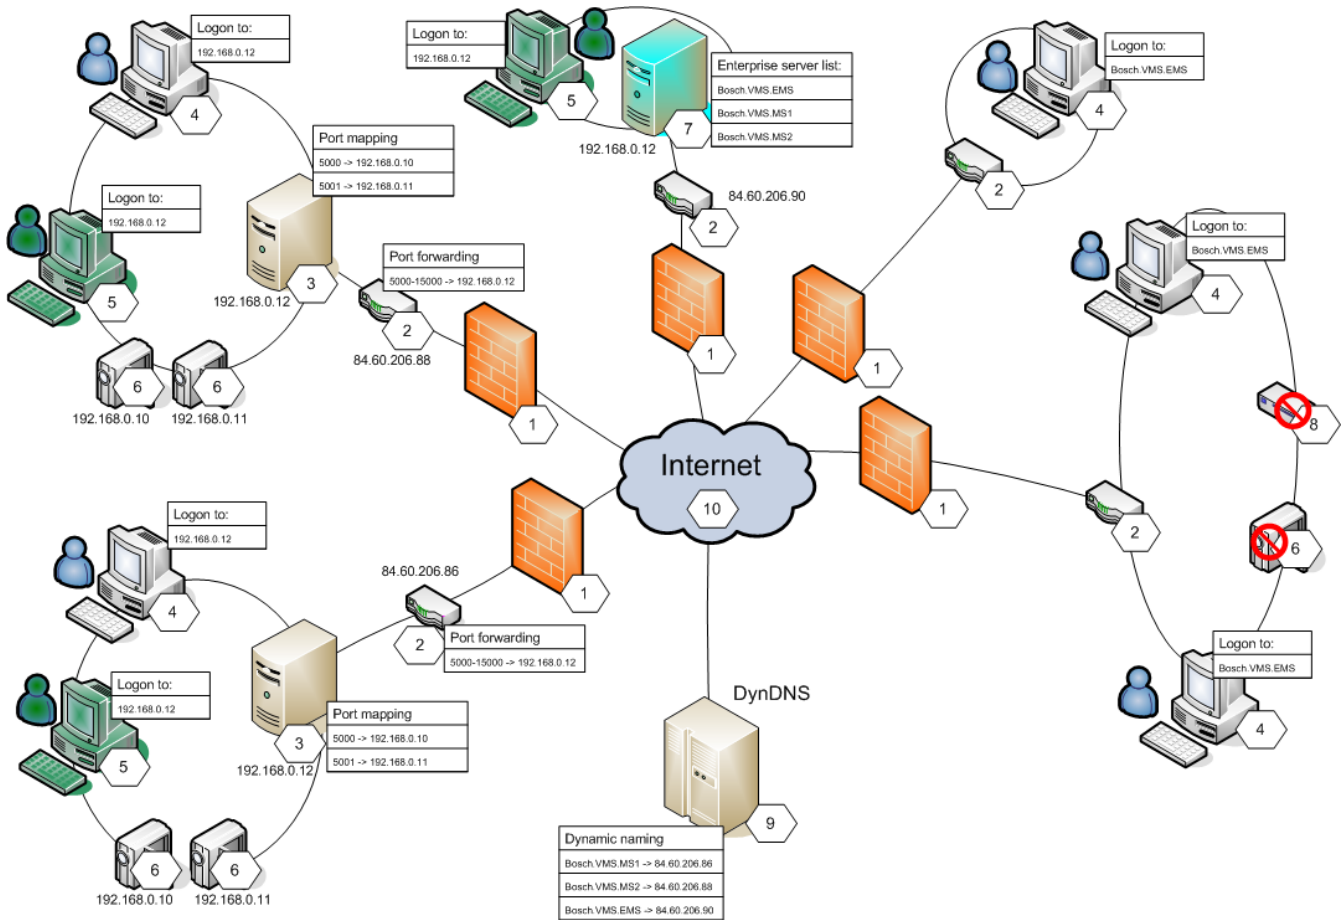 Logon to:
192.168.0.12
4
Port mapping
5000 -> 192.168.0.10
5001 -> 192.168.0.11
Logon to:
192.168.0.12
5
3
192.168.0.12
Port forwarding
5000-15000 -> 192.168.0.12
2
84.60.206.88
6
6
192.168.0.10
192.168.0.11
1
Logon to:
192.168.0.12
5
7
192.168.0.12
Enterprise server list:
Bosch.VMS.EMS
Bosch.VMS.MS1
Bosch.VMS.MS2
84.60.206.90
2
1
Logon to:
Bosch.VMS.EMS
4
2
1
Logon to:
Bosch.VMS.EMS
4
8
1
2
6
Logon to:
Bosch.VMS.EMS
4
Internet
10
Logon to:
192.168.0.12
4
84.60.206.86
1
2
Port forwarding
5000-15000 -> 192.168.0.12
Logon to:
192.168.0.12
5
3
192.168.0.12
Port mapping
5000 -> 192.168.0.10
5001 -> 192.168.0.11
6
6
192.168.0.10
192.168.0.11
DynDNS
9
Dynamic naming
Bosch.VMS.MS1 -> 84.60.206.86
Bosch.VMS.MS2 -> 84.60.206.88
Bosch.VMS.EMS -> 84.60.206.90